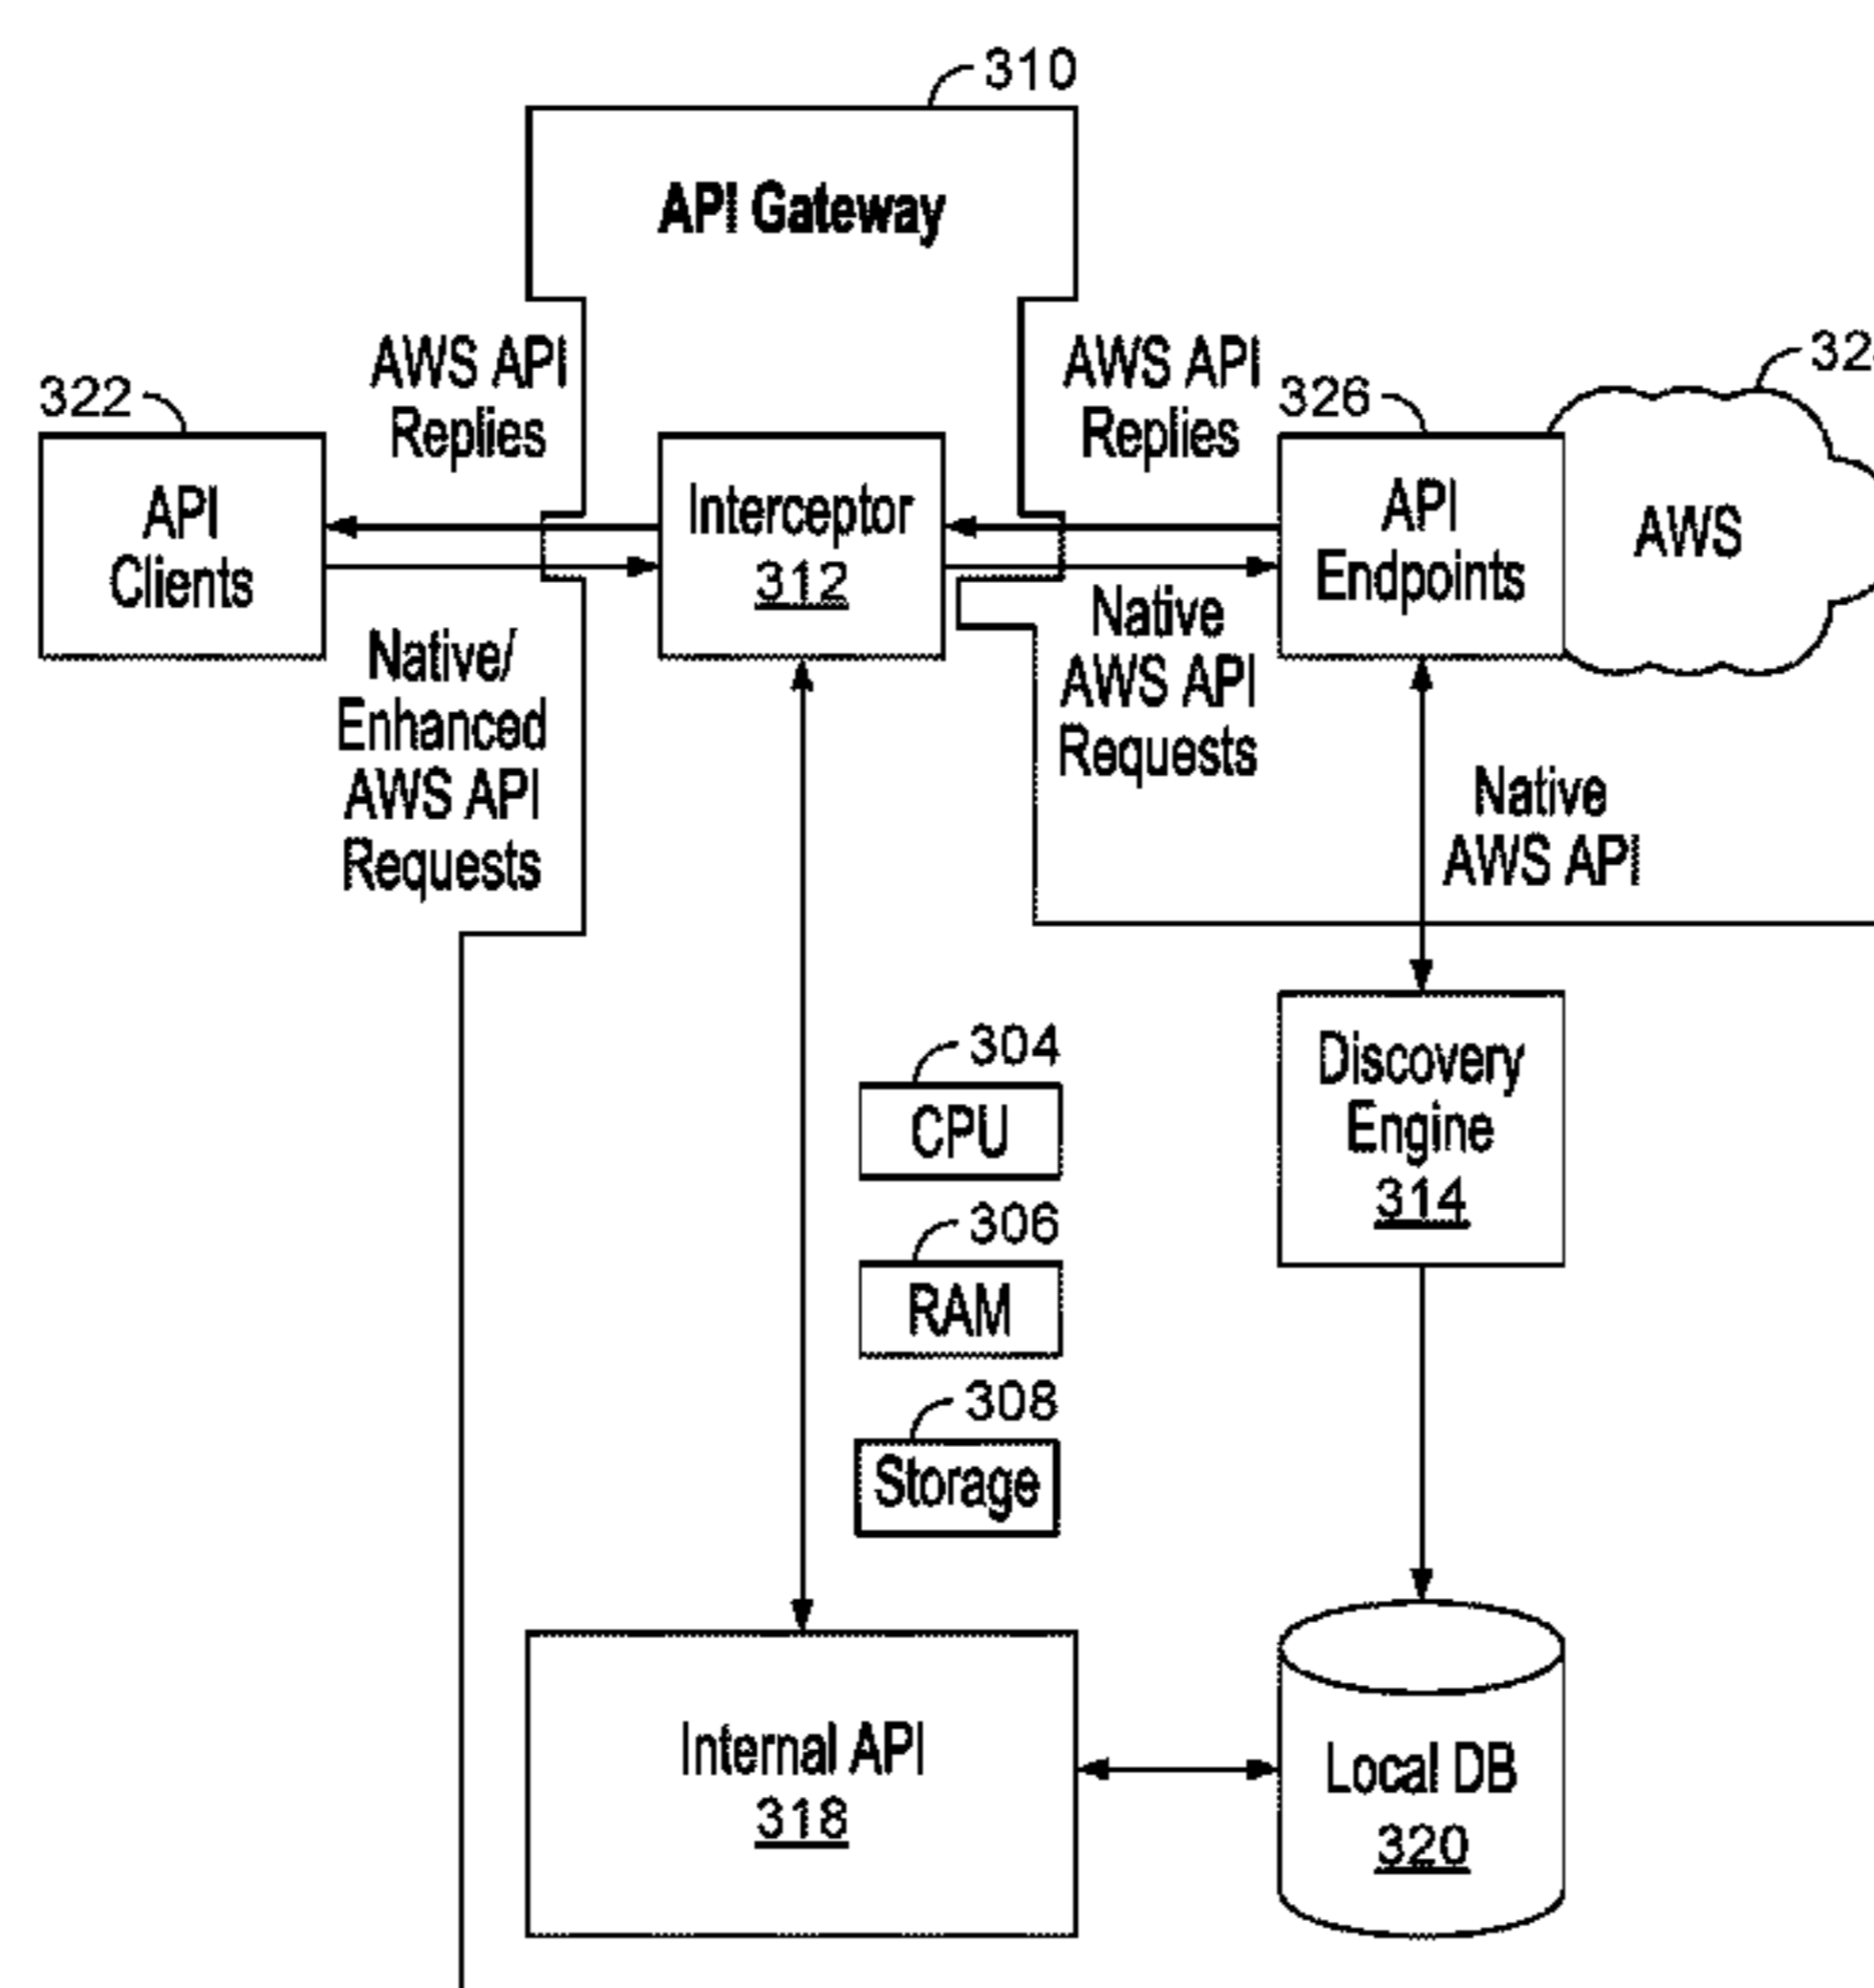 310
API Gateway
AWS API
Replies
AWS API
Replies
322
326
API
Clients
Interceptor
312
API
Endpoints
AWS
Native/
Enhanced
AWS API
Requests
Native
AWS API
Requests
Native
AWS API
304
CPU
306
RAM
308
Storage
Discovery
Engine
314
Internal API
318
Local DB
320